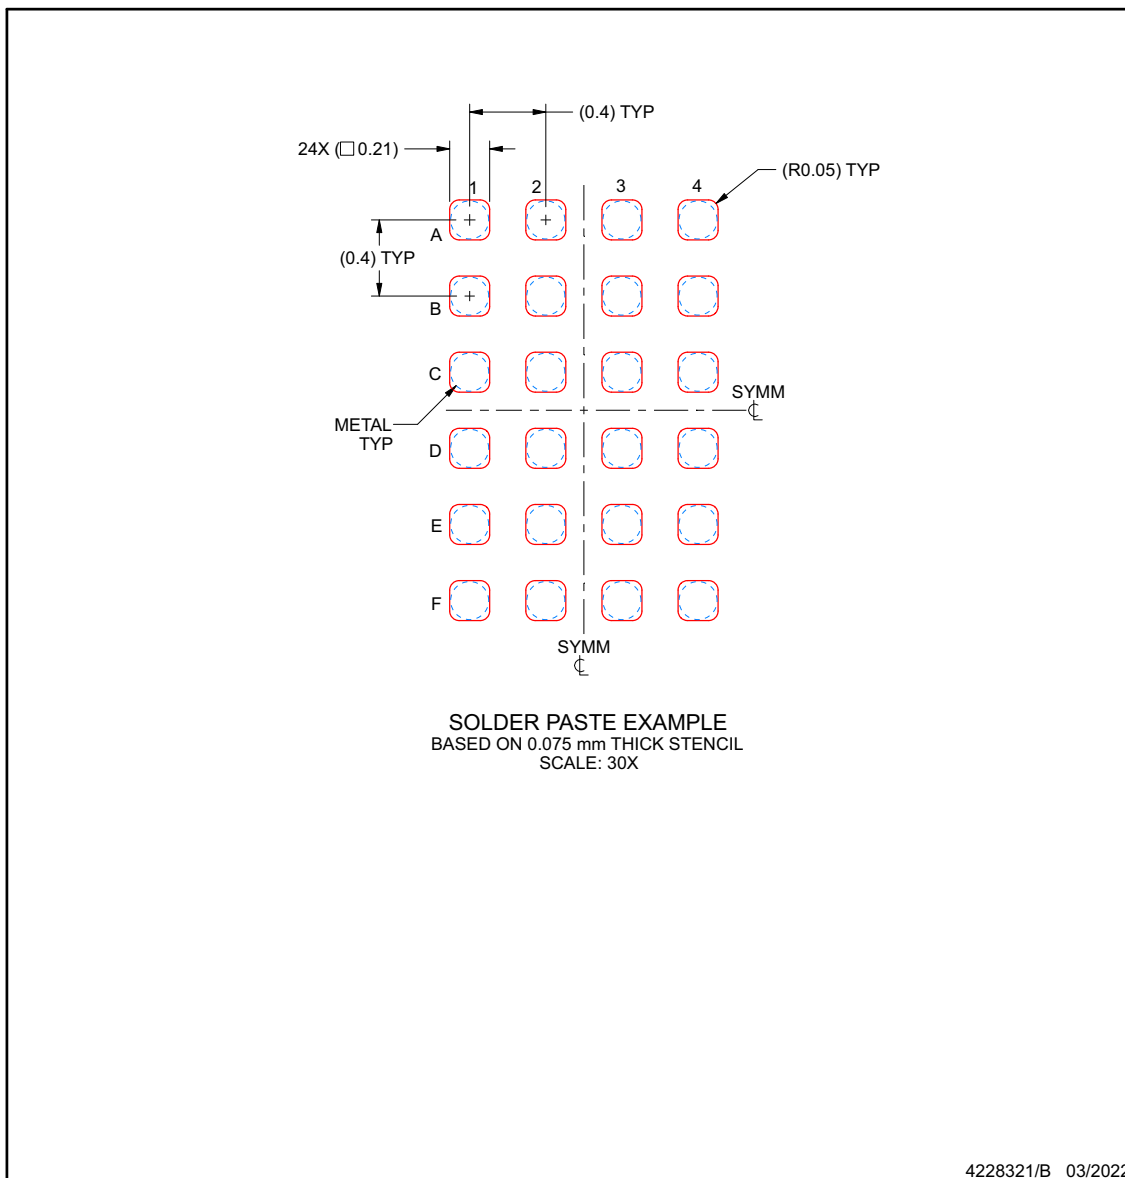 (0.4) TYP
24X (□ 0.21)
(R0.05) TYP
1 2 3 4
A
(0.4) TYP
B
C
SYMM
℄
METAL
TYP
D
E
F
SYMM
℄
SOLDER PASTE EXAMPLE
BASED ON 0.075 mm THICK STENCIL
SCALE: 30X
4228321/B 03/2022